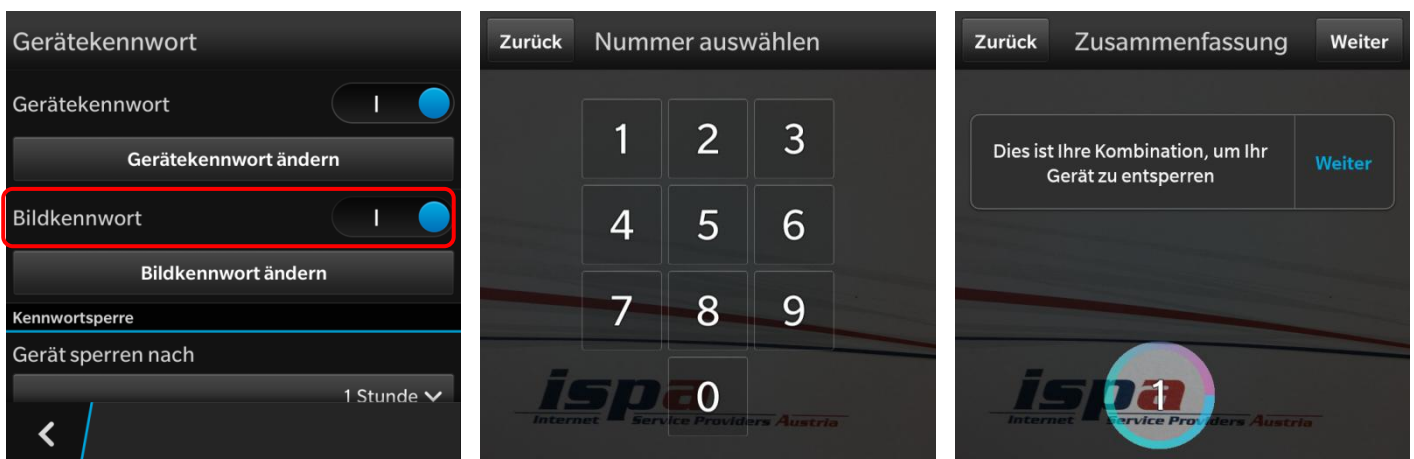 Gerätekennwort
Gerätekennwort
Gerätekennwort ändern
Bildkennwort
Bildkennwort ändern
Kennwortsperre
Gerät sperren nach
1 Stunde
Zurück Nummer auswählen
1 2 3
4 5 6
7 8 9
0
ispa
Internet Service Providers Austria
Zurück Zusammenfassung Weiter
Dies ist Ihre Kombination, um Ihr
Gerät zu entsperren
Weiter
1
ispa
Internet Service Providers Austria